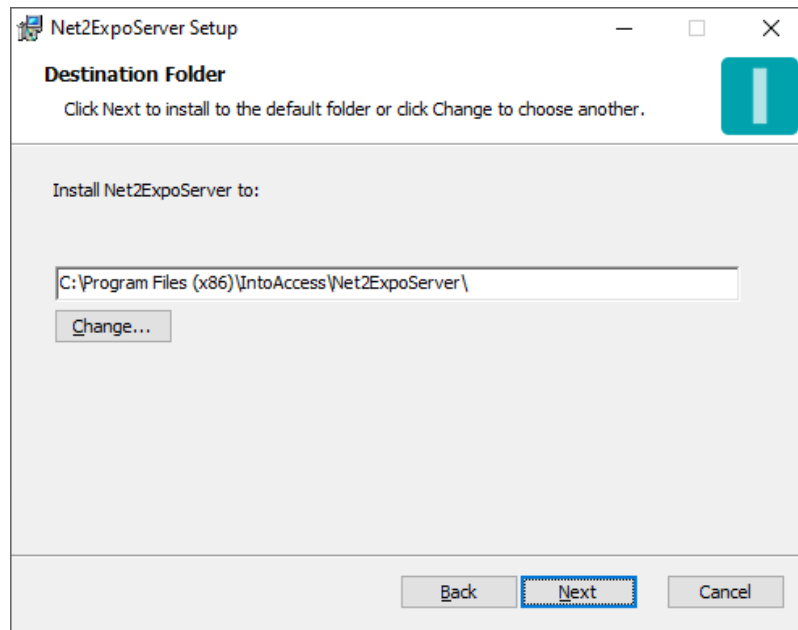 Net2ExpoServer Setup
Destination Folder
Click Next to install to the default folder or click Change to choose another.
Install Net2ExpoServer to:
C:\Program Files (x86)\IntoAccess\Net2ExpoServer\
Change...
Back Next Cancel